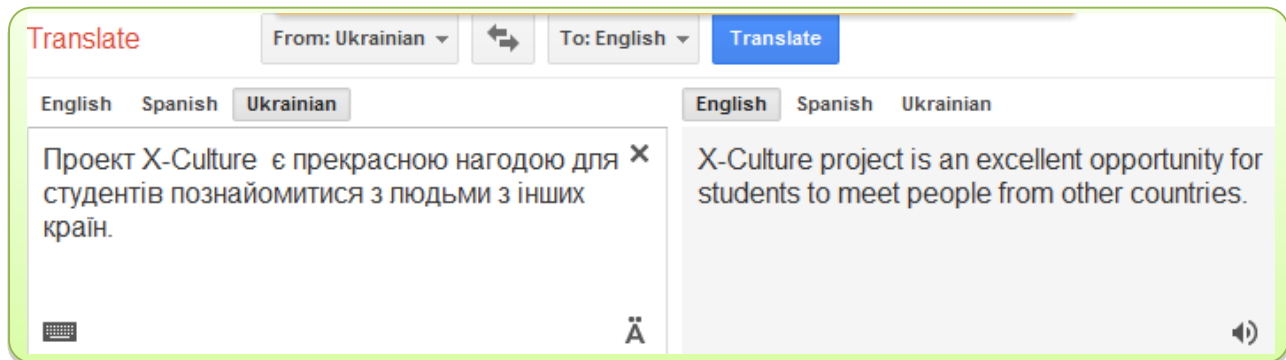 Translate From: Ukrainian To: English Translate
English Spanish Ukrainian English Spanish Ukrainian
Проект X-Culture є прекрасною нагодою для
студентів познайомитися з людьми з інших
країн.
X-Culture project is an excellent opportunity for
students to meet people from other countries.
Ä